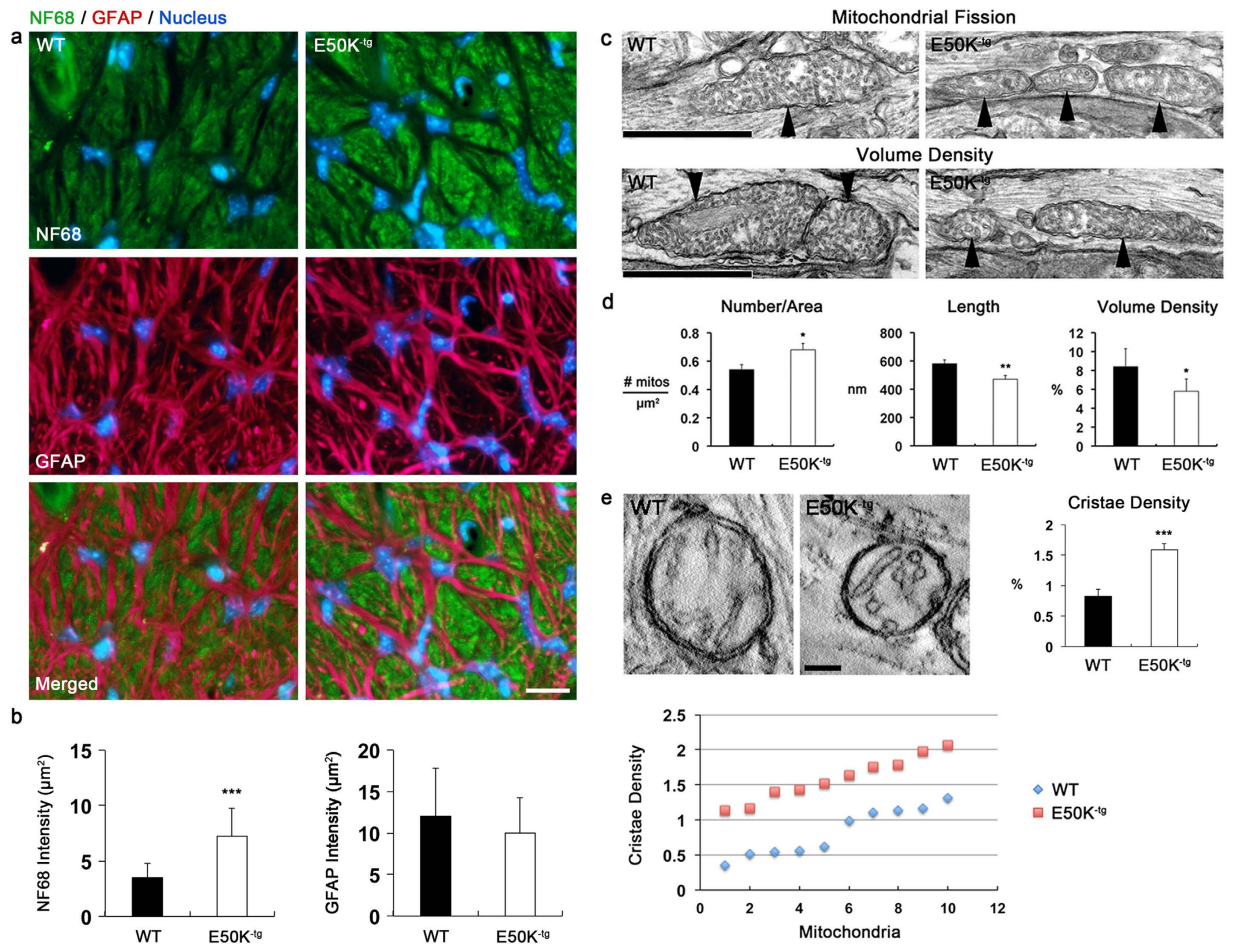 NF68 / GFAP / Nucleus
a
WT
E50K-tg
NF68
GFAP
Merged
b
15
10
5
0
NF68 Intensity (µm²)
***
WT
E50K-tg
20
15
10
5
0
GFAP Intensity (µm²)
WT
E50K-tg
c
Mitochondrial Fission
WT
E50K-tg
Volume Density
WT
E50K-tg
d
Number/Area
0.8
0.6
0.4
0.2
0
# mitos
µm²
*
WT
E50K-tg
Length
800
600
400
200
0
nm
**
WT
E50K-tg
Volume Density
12
10
8
6
4
2
0
%
*
WT
E50K-tg
e
WT
E50K-tg
Cristae Density
2
1.5
1
0.5
0
%
***
WT
E50K-tg
2.5
2
1.5
1
0.5
0
Cristae Density
0
2
4
6
8
10
12
Mitochondria
WT
E50K-tg